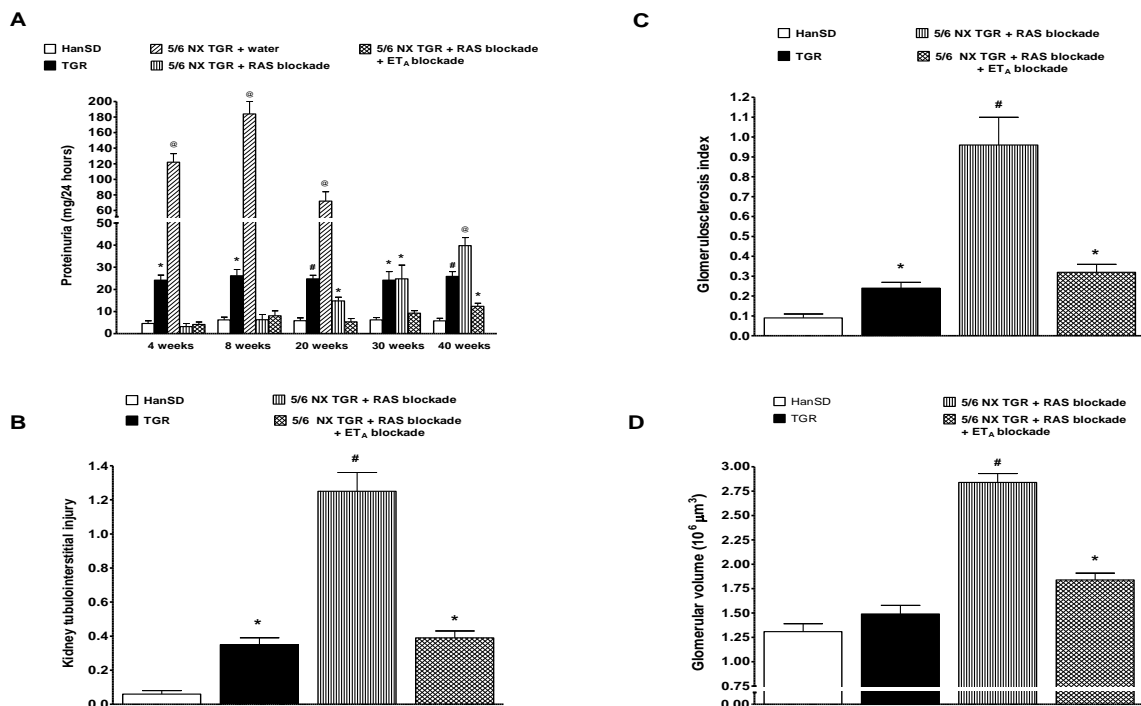 A
HanSD
5/6 NX TGR + water
5/6 NX TGR + RAS blockade
+ ETA blockade
TGR
5/6 NX TGR + RAS blockade
Proteinuria (mg/24 hours)
200
180
160
140
120
100
80
60
40
30
20
10
0
@
@
@
@
*
*
#
*
*
*
#
*
4 weeks
8 weeks
20 weeks
30 weeks
40 weeks
B
HanSD
5/6 NX TGR + RAS blockade
TGR
5/6 NX TGR + RAS blockade
+ ETA blockade
Kidney tubulointerstitial injury
1.4
1.2
1.0
0.8
0.6
0.4
0.2
0.0
*
#
*
C
HanSD
5/6 NX TGR + RAS blockade
TGR
5/6 NX TGR + RAS blockade
+ ETA blockade
Glomerulosclerosis index
1.2
1.1
1.0
0.9
0.8
0.7
0.6
0.5
0.4
0.3
0.2
0.1
0.0
*
#
*
D
HanSD
5/6 NX TGR + RAS blockade
TGR
5/6 NX TGR + RAS blockade
+ ETA blockade
Glomerular volume (10⁶ µm³)
3.00
2.75
2.50
2.25
2.00
1.75
1.50
1.25
1.00
0.75
0.00
#
*